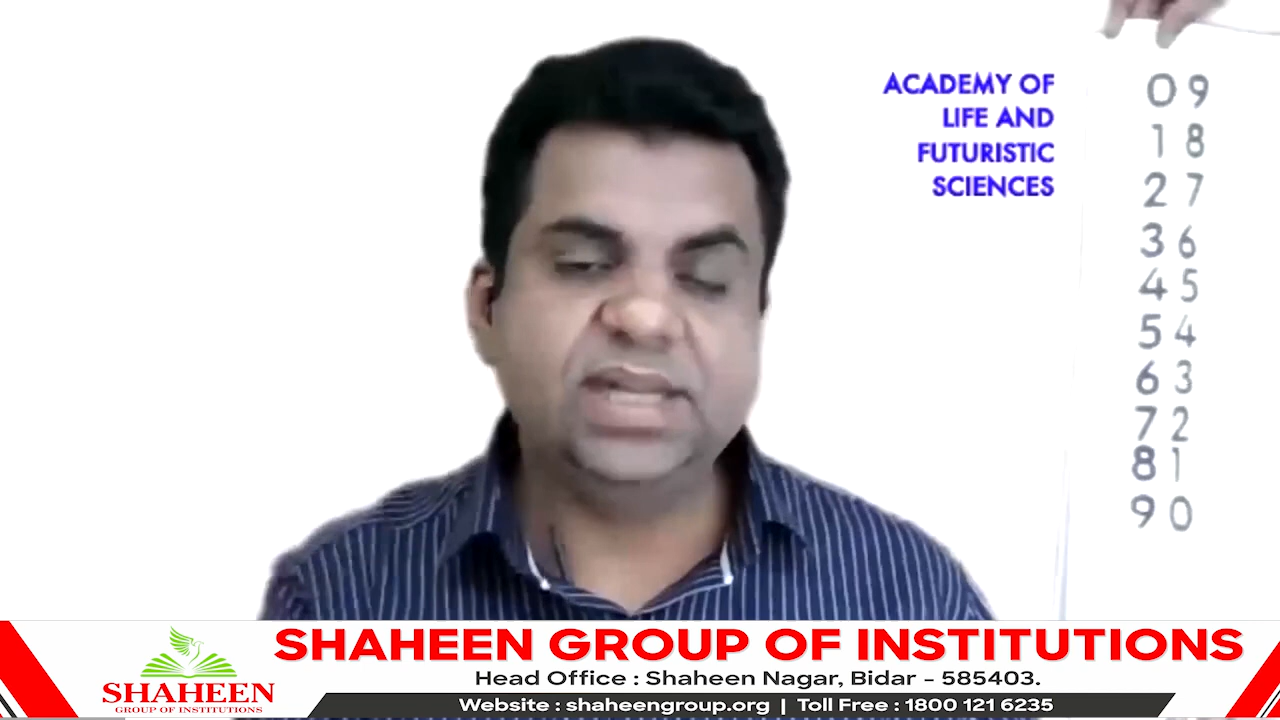 ACADEMY OF
LIFE AND
FUTURISTIC
SCIENCES
0 9
1 8
2 7
3 6
4 5
5 4
6 3
7 2
8 1
9 0
SHAHEEN
GROUP OF INSTITUTIONS
SHAHEEN GROUP OF INSTITUTIONS
Head Office : Shaheen Nagar, Bidar - 585403.
Website : shaheengroup.org | Toll Free : 1800 121 6235